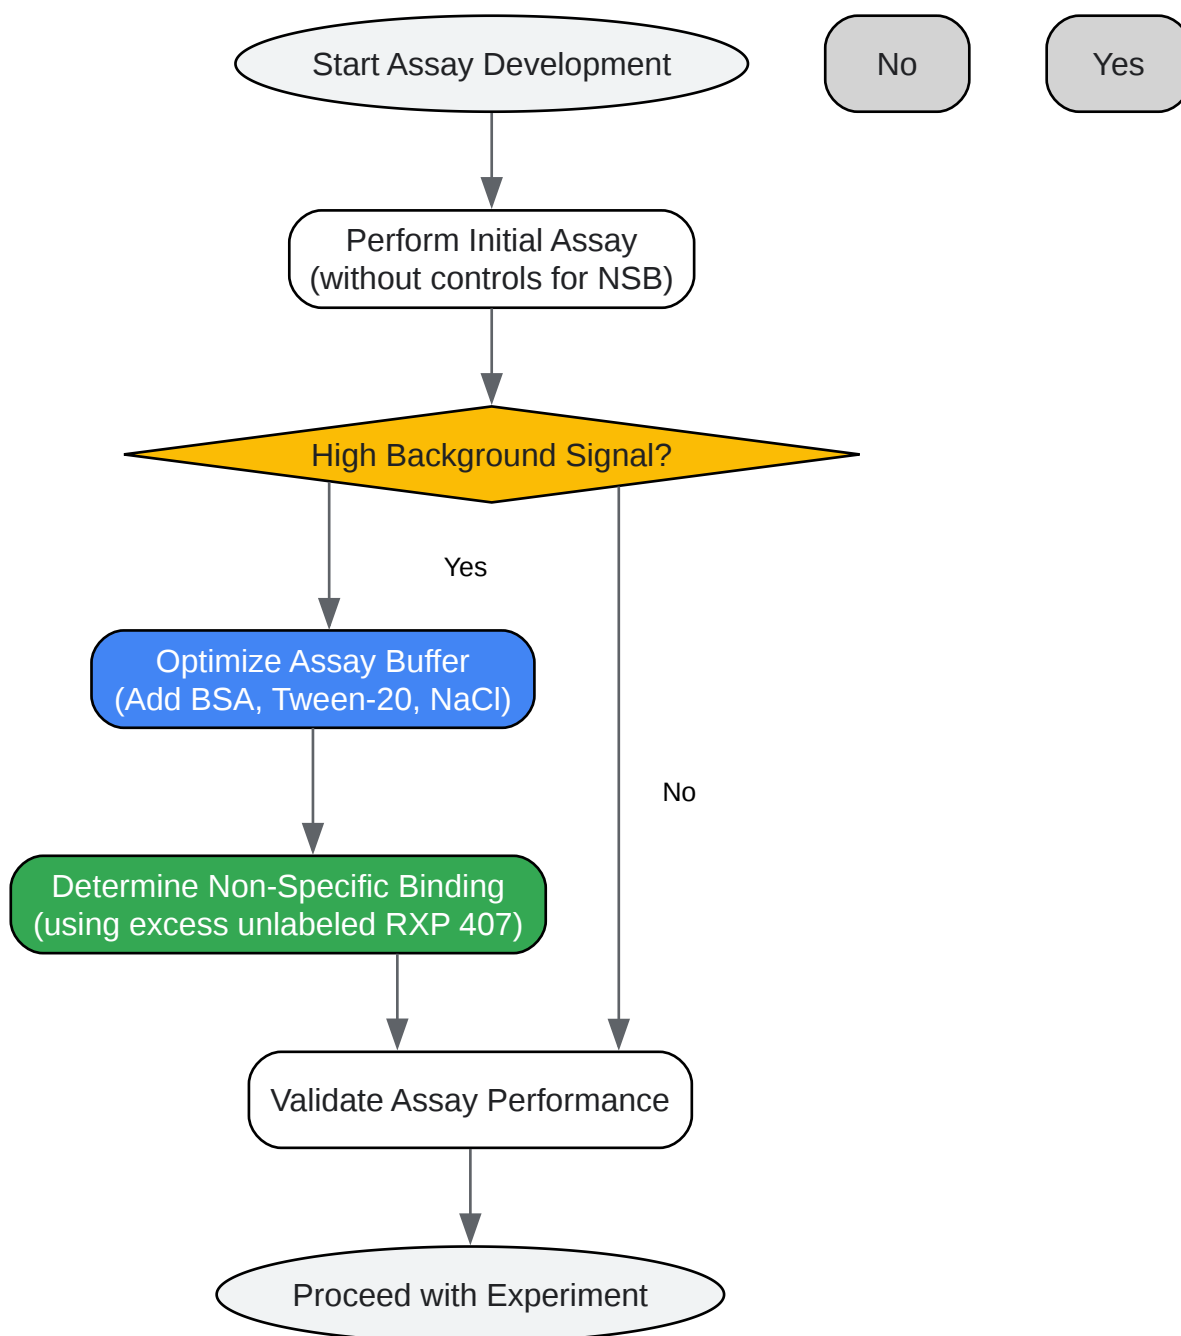 Start Assay Development
No
Yes
Perform Initial Assay
(without controls for NSB)
High Background Signal?
Yes
Optimize Assay Buffer
(Add BSA, Tween-20, NaCl)
No
Determine Non-Specific Binding
(using excess unlabeled RXP 407)
Validate Assay Performance
Proceed with Experiment